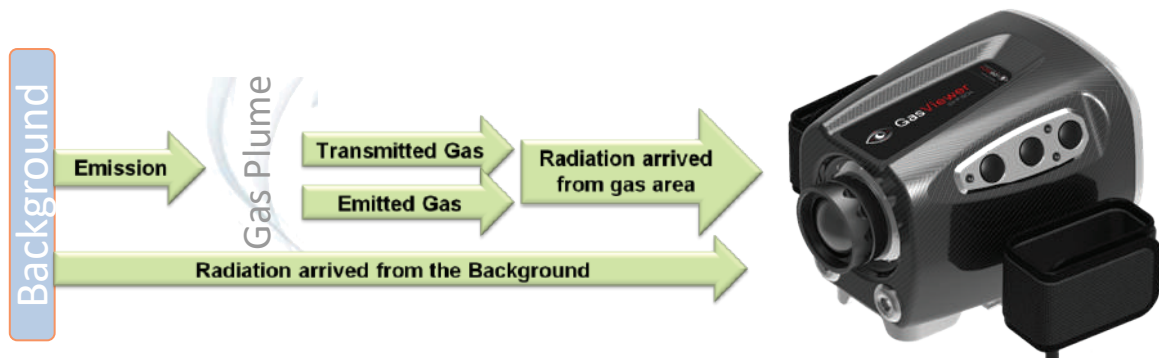 Background
Gas Plume
Emission
Transmitted Gas
Emitted Gas
Radiation arrived
from gas area
Radiation arrived from the Background
GasViewer